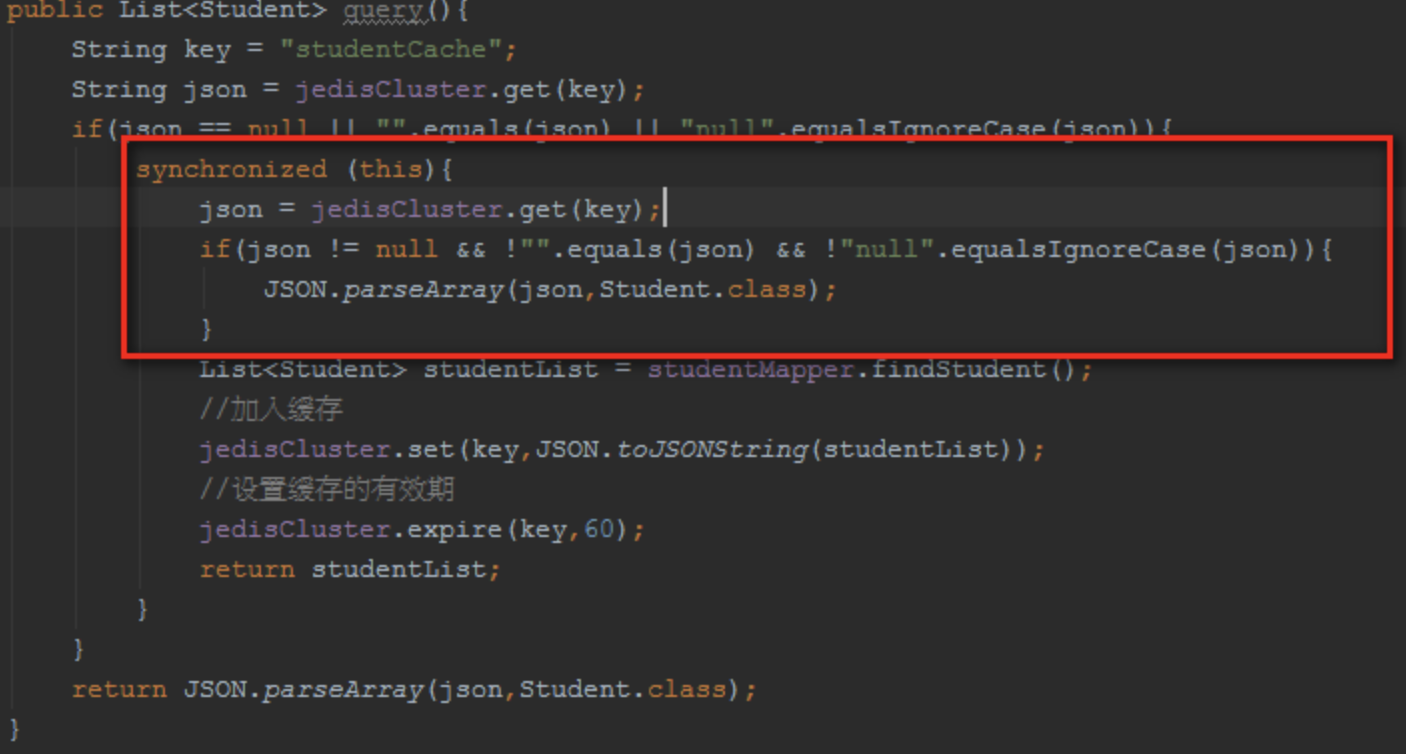 public List<Student> query(){
String key = "studentCache";
String json = jedisCluster.get(key);
if(json == null || "".equals(json) || "null".equalsIgnoreCase(json)){
synchronized (this){
json = jedisCluster.get(key);
if(json != null && !"".equals(json) && !"null".equalsIgnoreCase(json)){
JSON.parseArray(json,Student.class);
}
List<Student> studentList = studentMapper.findStudent();
//加入缓存
jedisCluster.set(key,JSON.toJSONString(studentList));
//设置缓存的有效期
jedisCluster.expire(key,60);
return studentList;
}
}
return JSON.parseArray(json,Student.class);
}